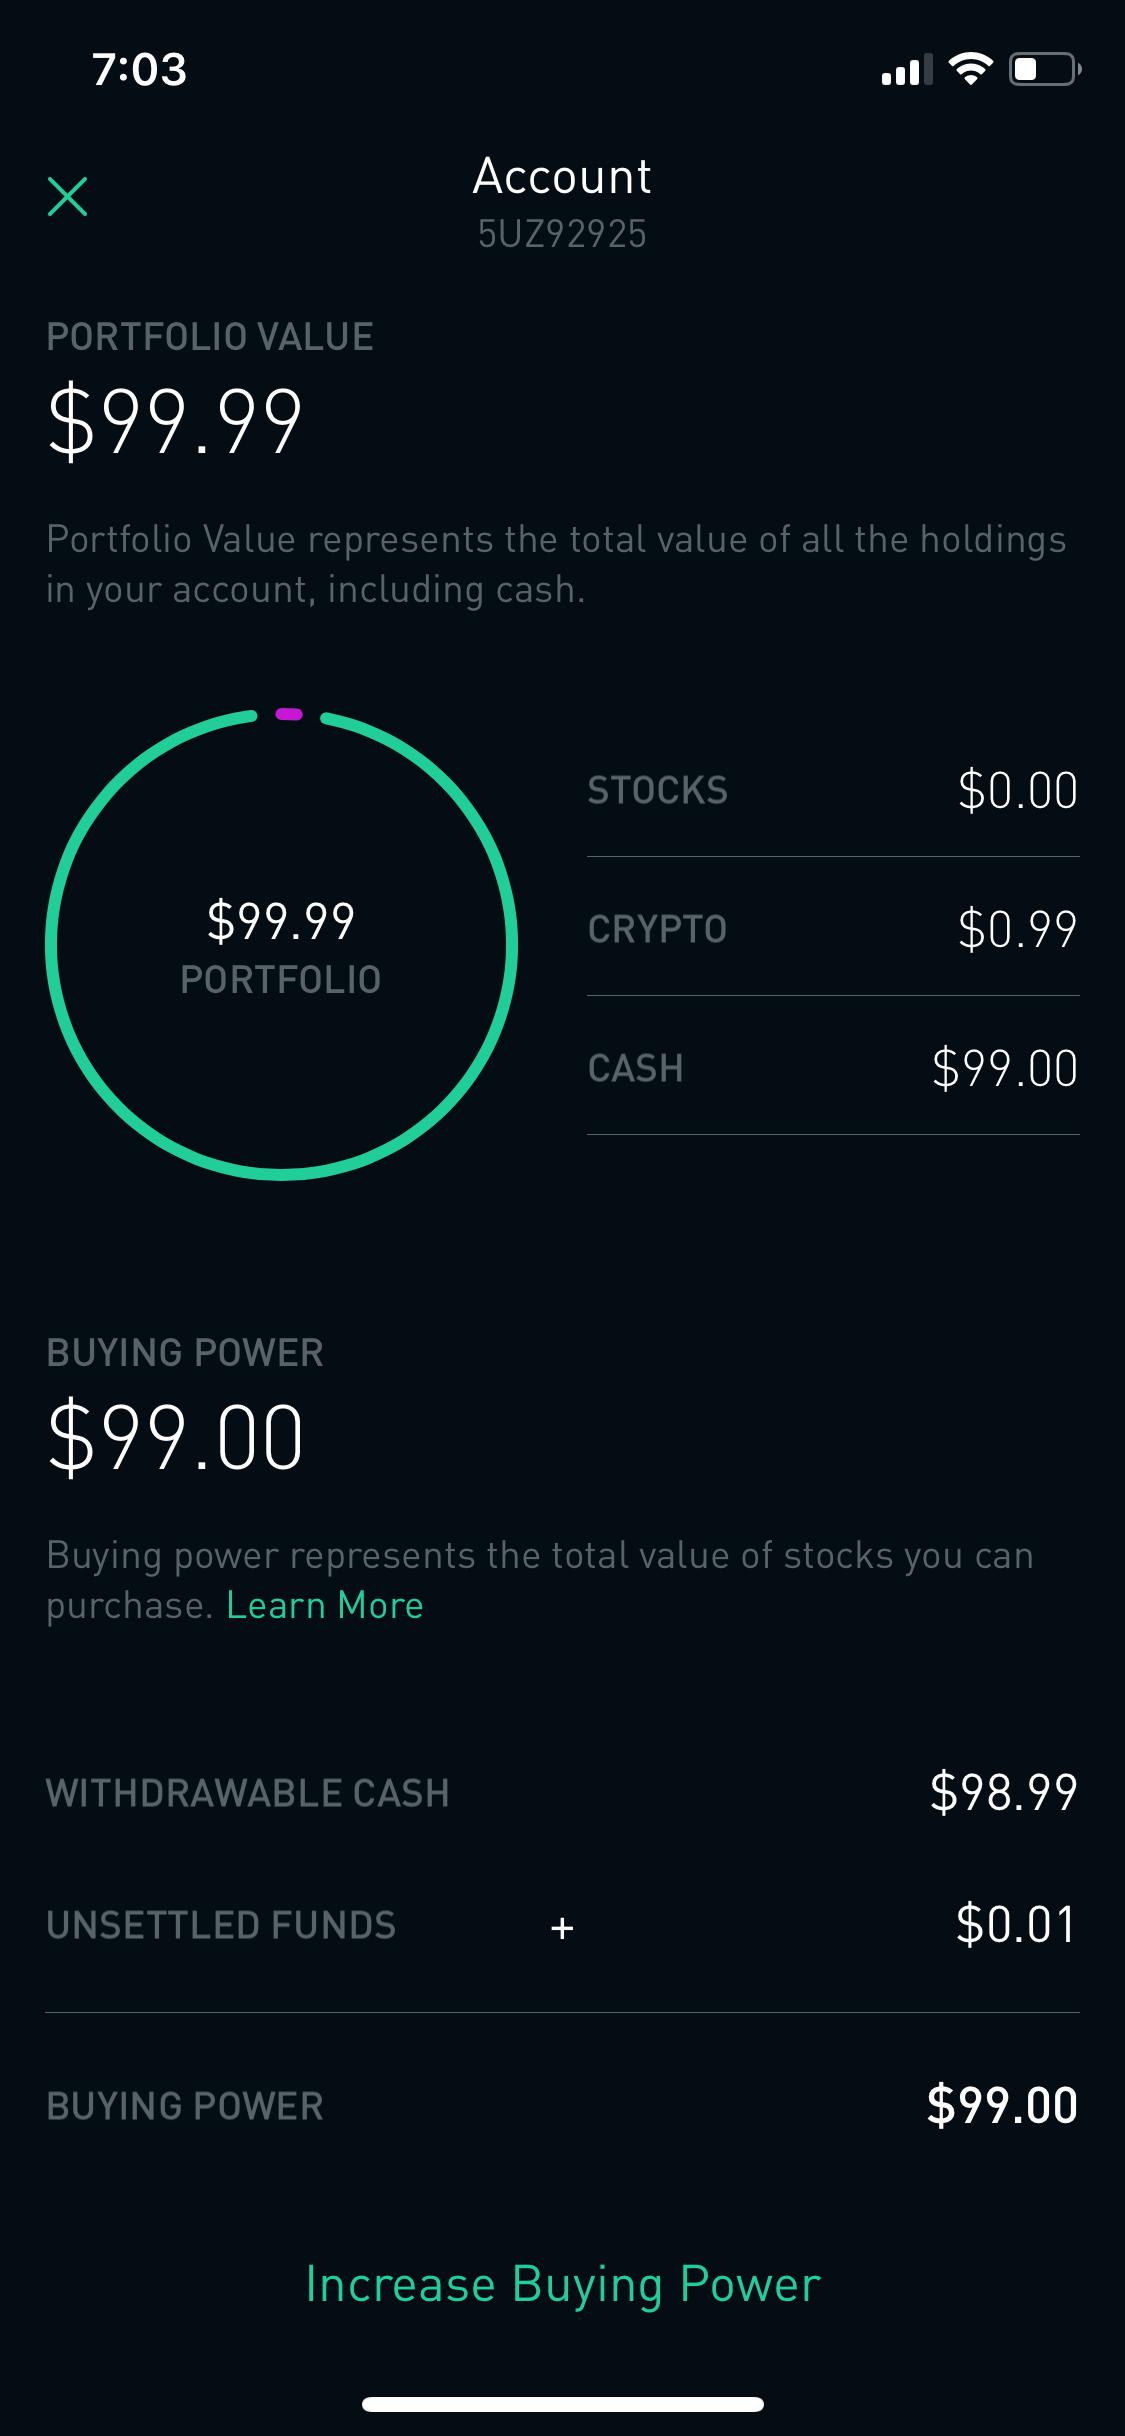 7:03
Account
5UZ92925
PORTFOLIO VALUE
$99.99
Portfolio Value represents the total value of all the holdings
in your account, including cash.
$99.99
PORTFOLIO
STOCKS $0.00
CRYPTO $0.99
CASH $99.00
BUYING POWER
$99.00
Buying power represents the total value of stocks you can
purchase. Learn More
WITHDRAWABLE CASH $98.99
UNSETTLED FUNDS + $0.01
BUYING POWER $99.00
Increase Buying Power